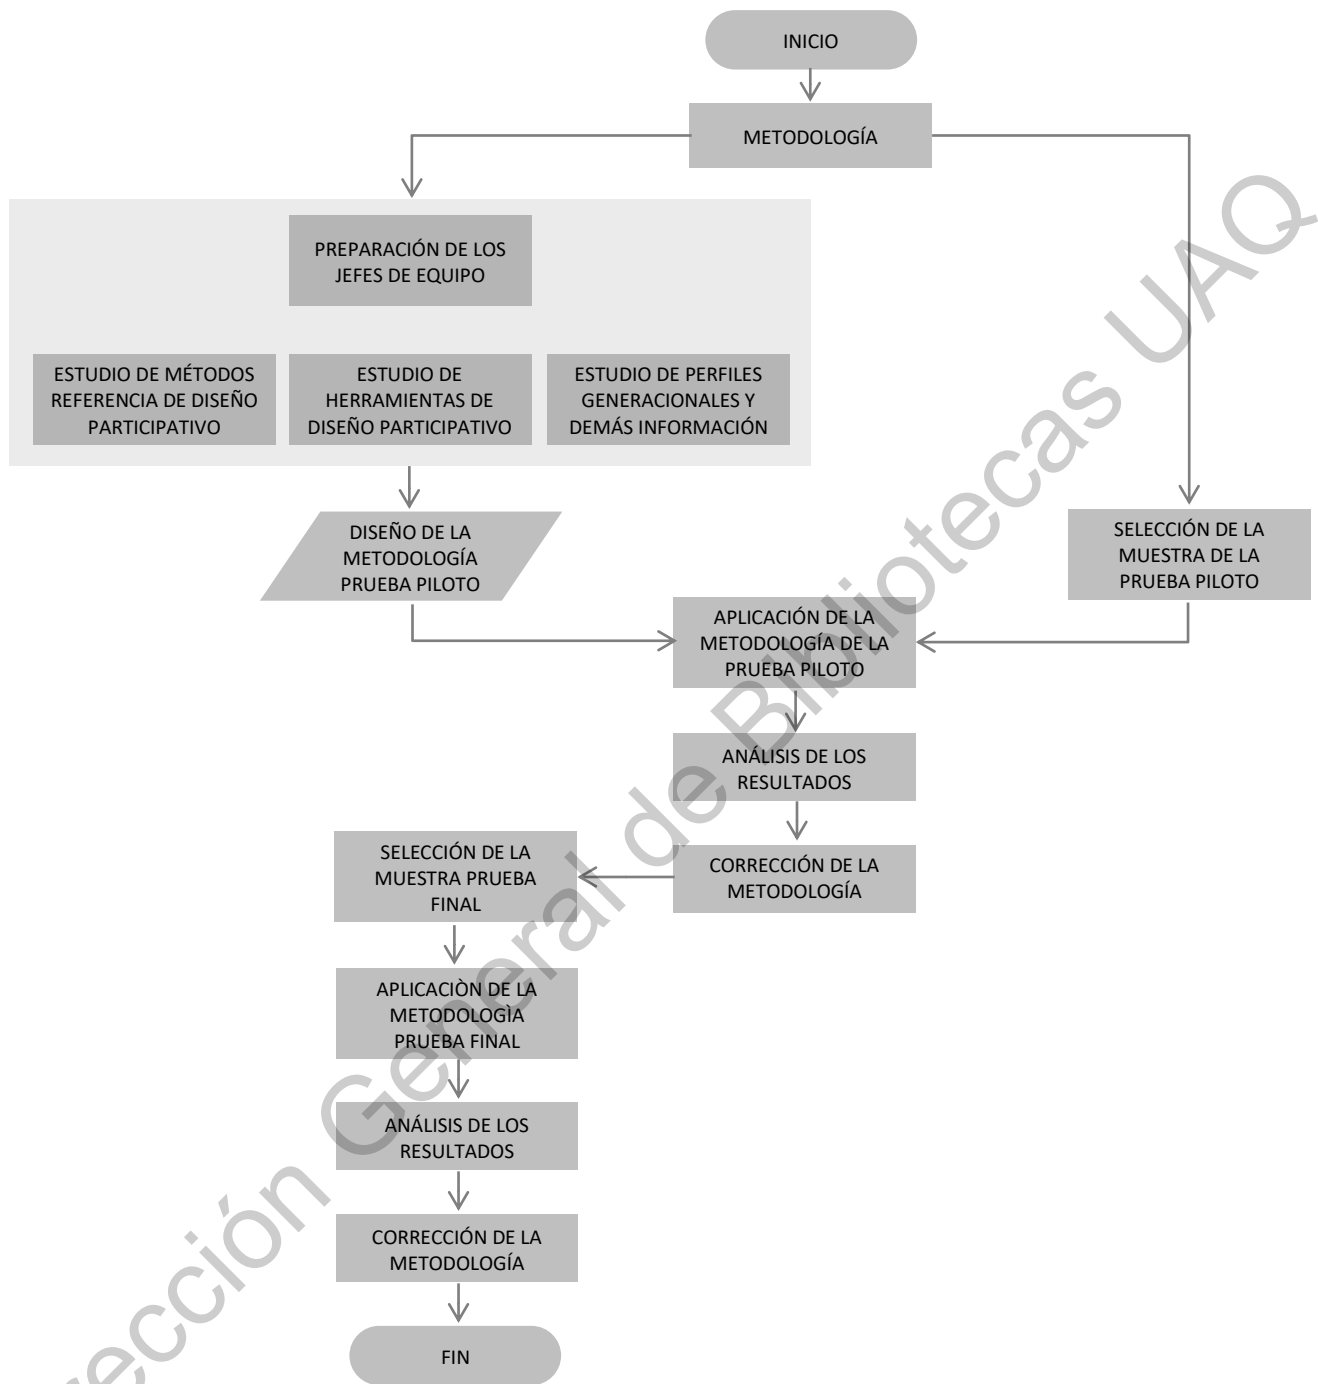 INICIO
METODOLOGÍA
PREPARACIÓN DE LOS
JEFES DE EQUIPO
ESTUDIO DE MÉTODOS
REFERENCIA DE DISEÑO
PARTICIPATIVO
ESTUDIO DE
HERRAMIENTAS DE
DISEÑO PARTICIPATIVO
ESTUDIO DE PERFILES
GENERACIONALES Y
DEMÁS INFORMACIÓN
DISEÑO DE LA
METODOLOGÍA
PRUEBA PILOTO
SELECCIÓN DE LA
MUESTRA DE LA
PRUEBA PILOTO
APLICACIÓN DE LA
METODOLOGÍA DE LA
PRUEBA PILOTO
ANÁLISIS DE LOS
RESULTADOS
CORRECCIÓN DE LA
METODOLOGÍA
SELECCIÓN DE LA
MUESTRA PRUEBA
FINAL
APLICACIÒN DE LA
METODOLOGÌA
PRUEBA FINAL
ANÁLISIS DE LOS
RESULTADOS
CORRECCIÓN DE LA
METODOLOGÍA
FIN
rección General de Bibliotecas UAQ